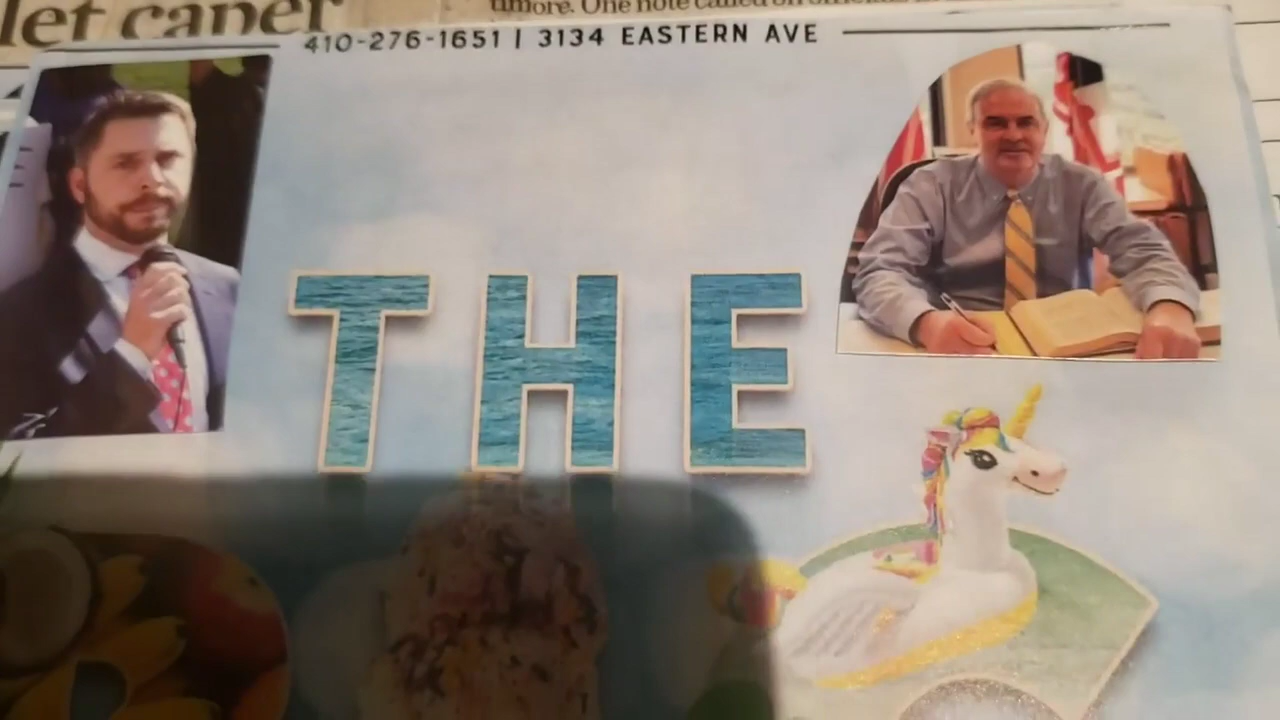 let caper
timore. One note called on
410-276-1651 | 3134 EASTERN AVE
THE